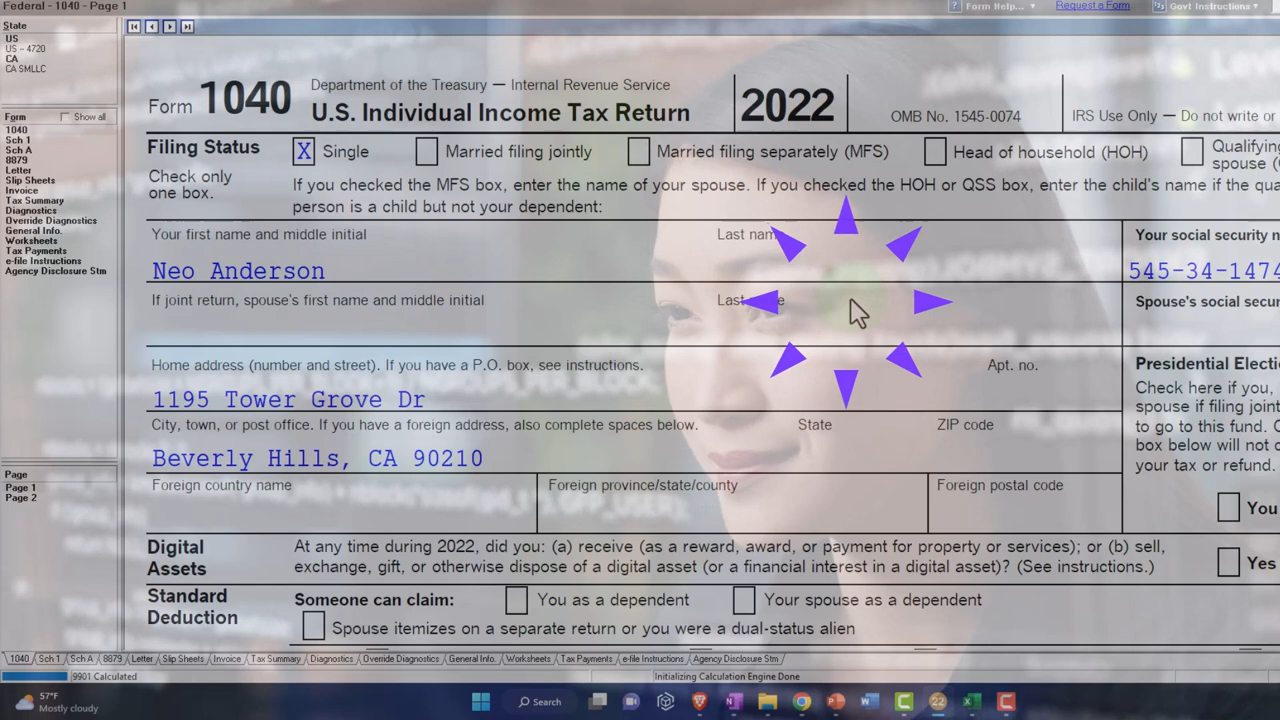 Federal - 1040 - Page 1
Form Help...
Request a Form
Govt Instructions
State
US
US - 4720
CA
CA SMLLC
Form
Show all
1040
Sch 1
Sch A
8879
Letter
Slip Sheets
Invoice
Tax Summary
Diagnostics
Override Diagnostics
General Info.
Worksheets
Tax Payments
e-file Instructions
Agency Disclosure Stm
Page
Page 1
Page 2
Form 1040
Department of the Treasury — Internal Revenue Service
U.S. Individual Income Tax Return
2022
OMB No. 1545-0074
IRS Use Only — Do not write or
Filing Status
Check only
one box.
X Single
Married filing jointly
Married filing separately (MFS)
Head of household (HOH)
Qualifying
spouse (
If you checked the MFS box, enter the name of your spouse. If you checked the HOH or QSS box, enter the child's name if the qua
person is a child but not your dependent:
Your first name and middle initial
Last nam
Your social security n
Neo Anderson
545-34-1474
If joint return, spouse's first name and middle initial
Last
Spouse's social secur
Home address (number and street). If you have a P.O. box, see instructions.
Apt. no.
1195 Tower Grove Dr
City, town, or post office. If you have a foreign address, also complete spaces below.
State
ZIP code
Beverly Hills, CA 90210
Foreign country name
Foreign province/state/county
Foreign postal code
Presidential Electi
Check here if you,
spouse if filing joint
to go to this fund. C
box below will not c
your tax or refund.
You
Digital
Assets
At any time during 2022, did you: (a) receive (as a reward, award, or payment for property or services); or (b) sell,
exchange, gift, or otherwise dispose of a digital asset (or a financial interest in a digital asset)? (See instructions.)
Yes
Standard
Deduction
Someone can claim:
You as a dependent
Your spouse as a dependent
Spouse itemizes on a separate return or you were a dual-status alien
1040 Sch 1 Sch A 8879 Letter Slip Sheets Invoice Tax Summary Diagnostics Override Diagnostics General Info. Worksheets Tax Payments e-file Instructions Agency Disclosure Stm
9901 Calculated
Initializing Calculation Engine Done
57°F
Mostly cloudy
Search
22